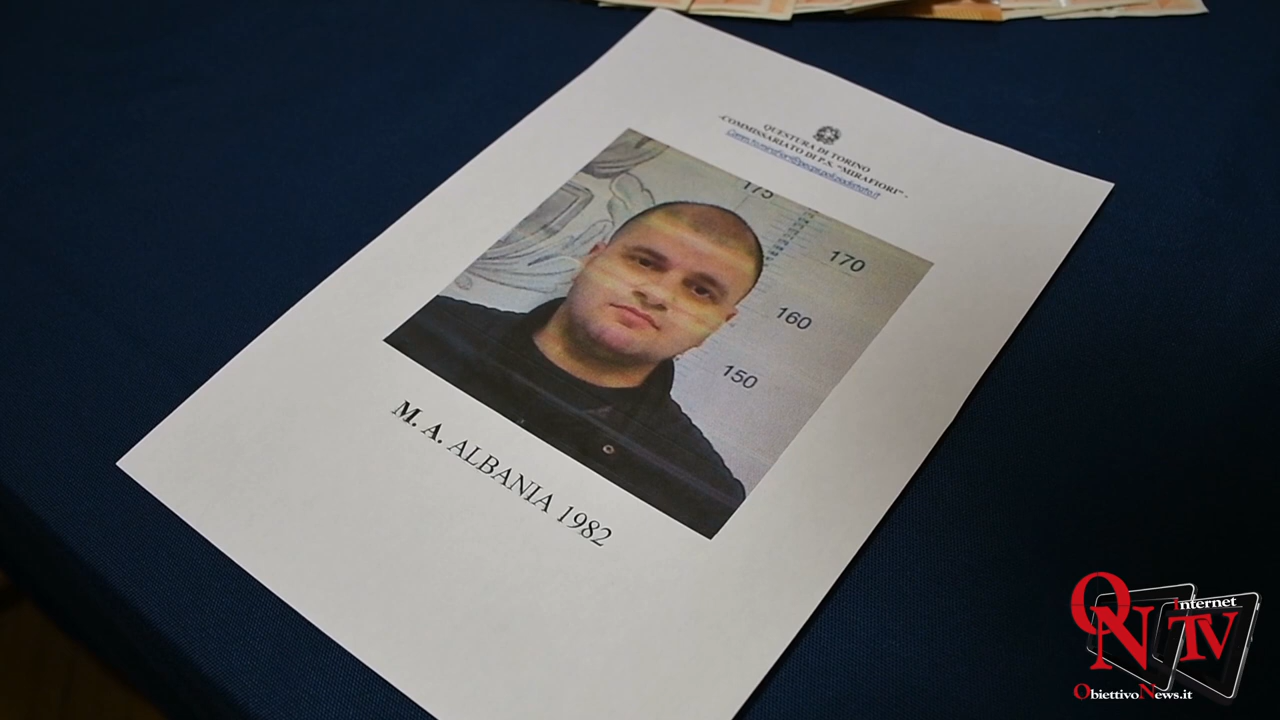 QUESTURA DI TORINO
-COMMISSARIATO DI P.S. "MIRAFIORI"-
175
170
160
150
M. A. ALBANIA 1982
ON
internet
TV
ObiettivoNews.it